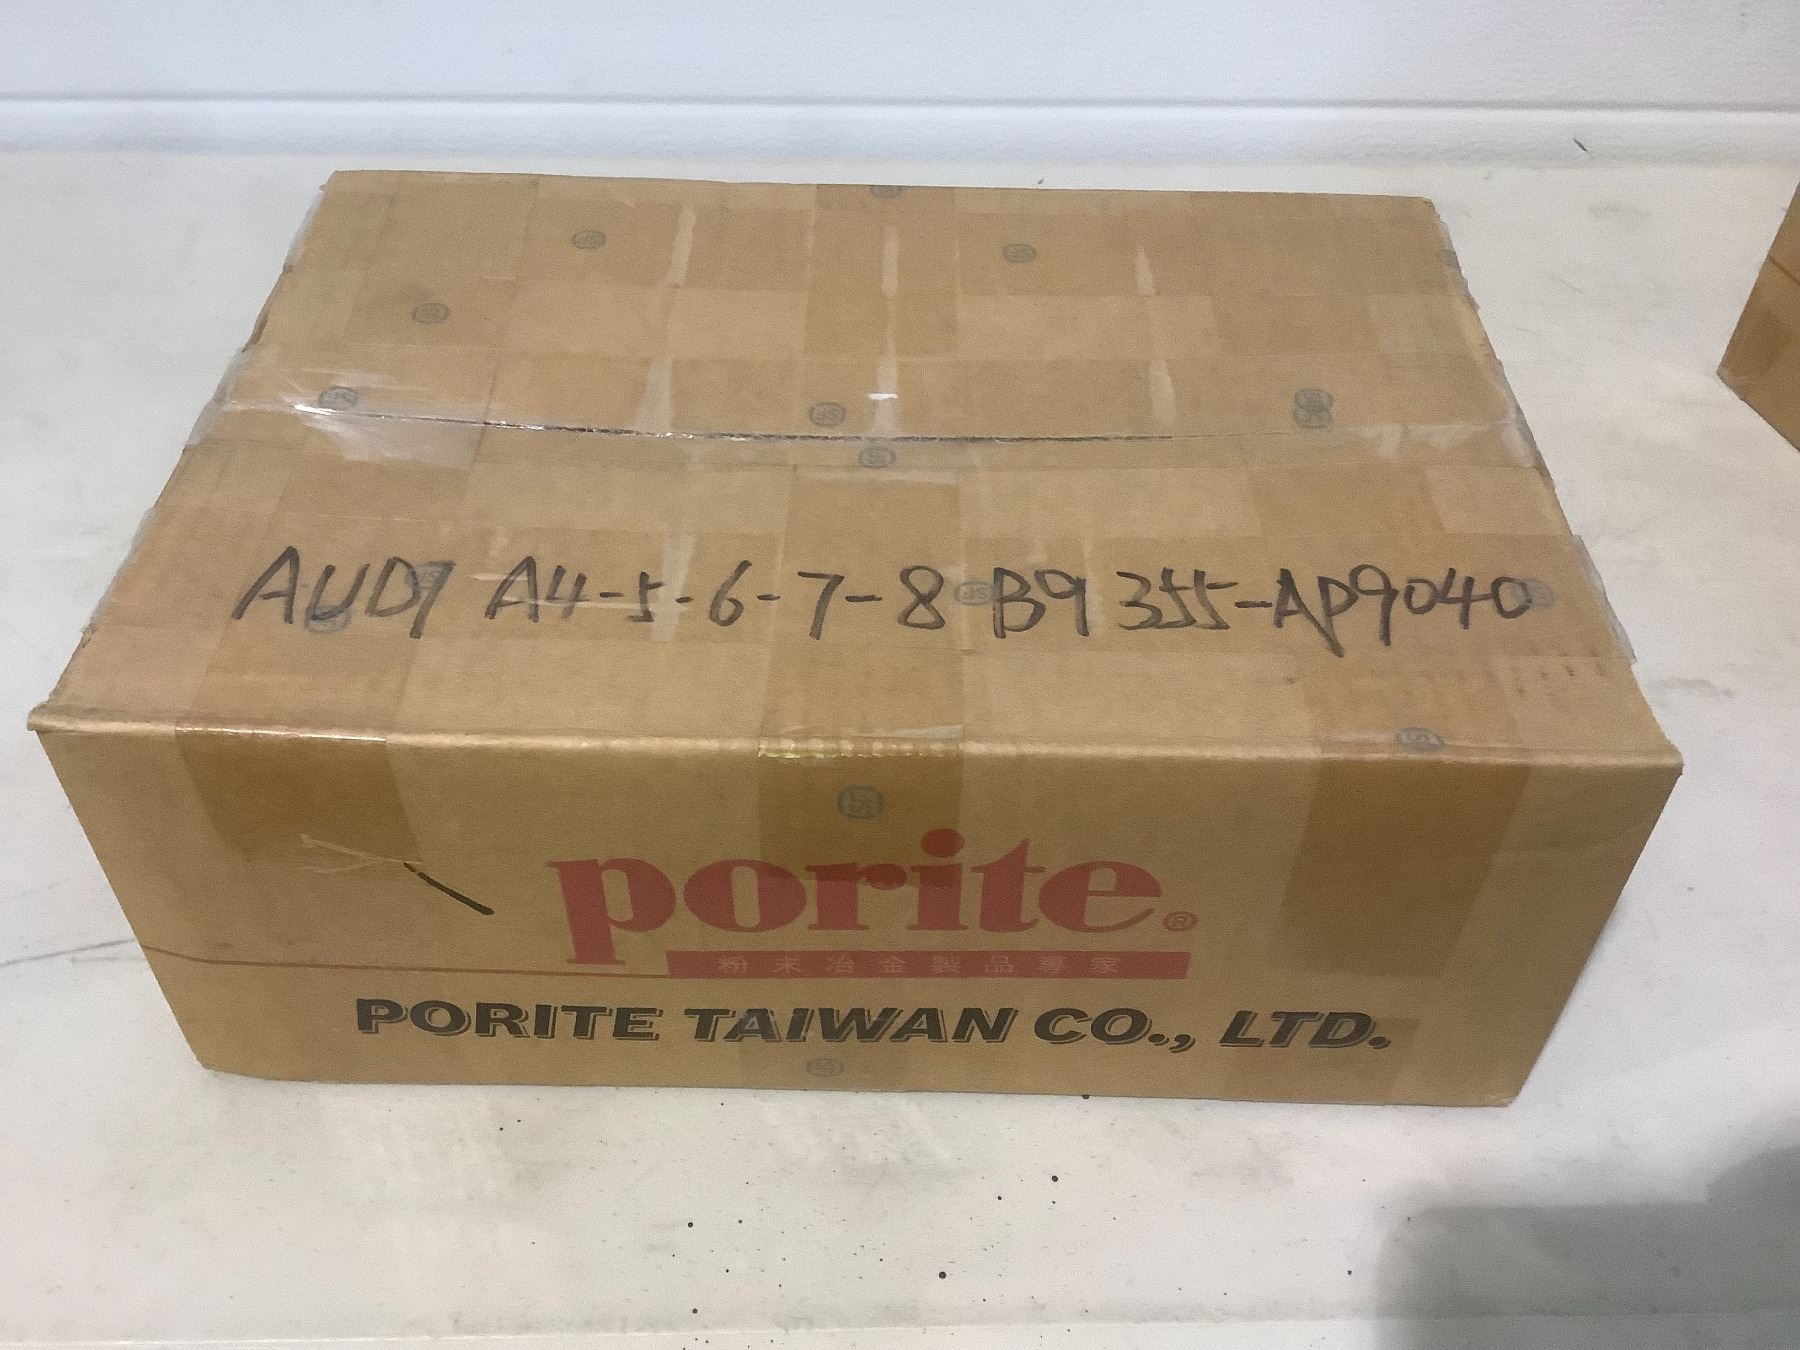 AUDI A4-5-6-7-8 B9 355-AP9040
porite®
粉末冶金製品專家
PORITE TAIWAN CO., LTD.